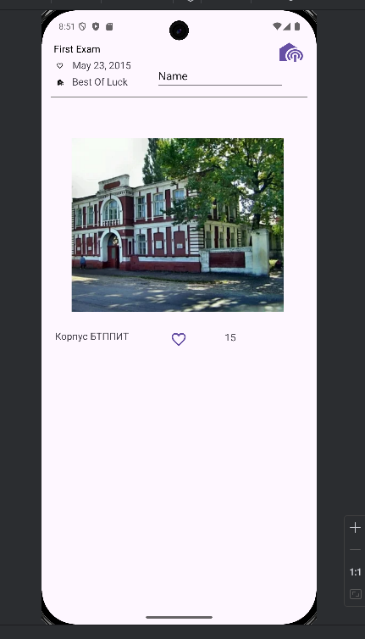 8:51
First Exam
May 23, 2015
Best Of Luck
Name
Корпус БТППИТ
15
1:1